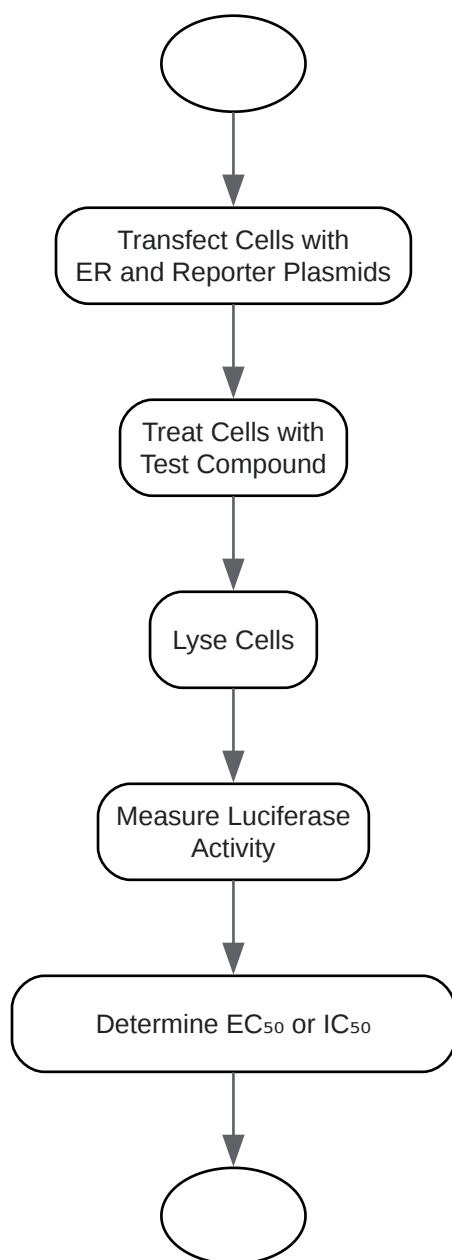 Transfect Cells with
ER and Reporter Plasmids
Treat Cells with
Test Compound
Lyse Cells
Measure Luciferase
Activity
Determine EC₅₀ or IC₅₀